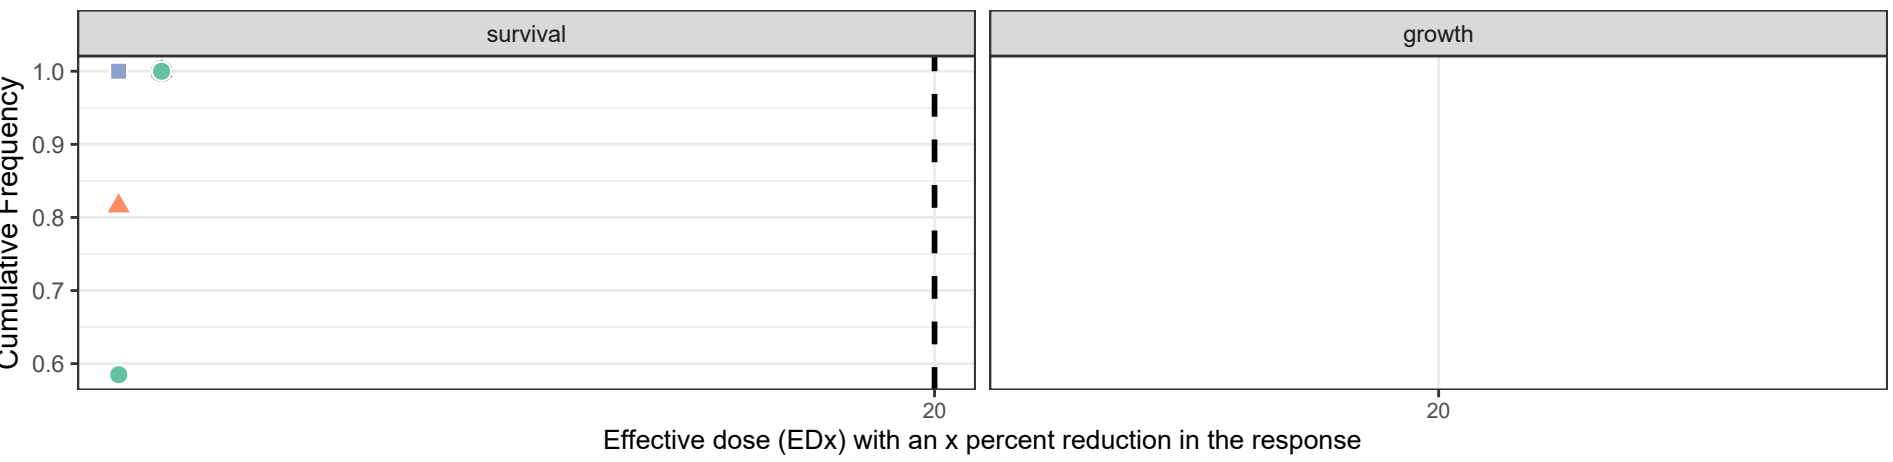 survival
growth
Cumulative Frequency
1.0
0.9
0.8
0.7
0.6
20
20
Effective dose (EDx) with an x percent reduction in the response